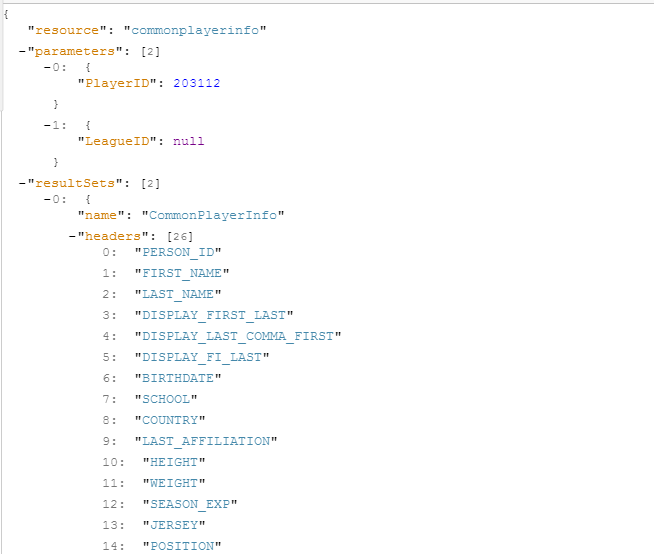 {
"resource": "commonplayerinfo"
−"parameters": [2]
−0: {
"PlayerID": 203112
}
−1: {
"LeagueID": null
}
−"resultSets": [2]
−0: {
"name": "CommonPlayerInfo"
−"headers": [26]
0: "PERSON_ID"
1: "FIRST_NAME"
2: "LAST_NAME"
3: "DISPLAY_FIRST_LAST"
4: "DISPLAY_LAST_COMMA_FIRST"
5: "DISPLAY_FI_LAST"
6: "BIRTHDATE"
7: "SCHOOL"
8: "COUNTRY"
9: "LAST_AFFILIATION"
10: "HEIGHT"
11: "WEIGHT"
12: "SEASON_EXP"
13: "JERSEY"
14: "POSITION"